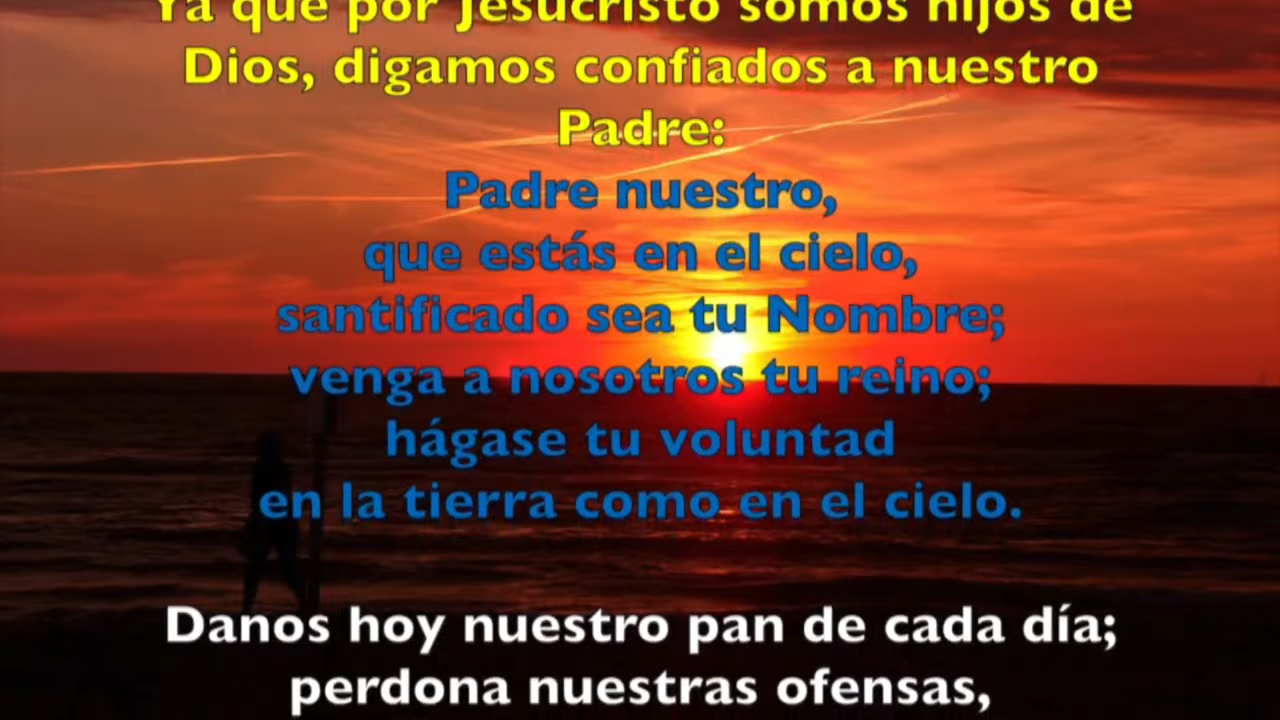 Ya que por Jesucristo somos hijos de
Dios, digamos confiados a nuestro
Padre:
Padre nuestro,
que estás en el cielo,
santificado sea tu Nombre;
venga a nosotros tu reino;
hágase tu voluntad
en la tierra como en el cielo.
Danos hoy nuestro pan de cada día;
perdona nuestras ofensas,